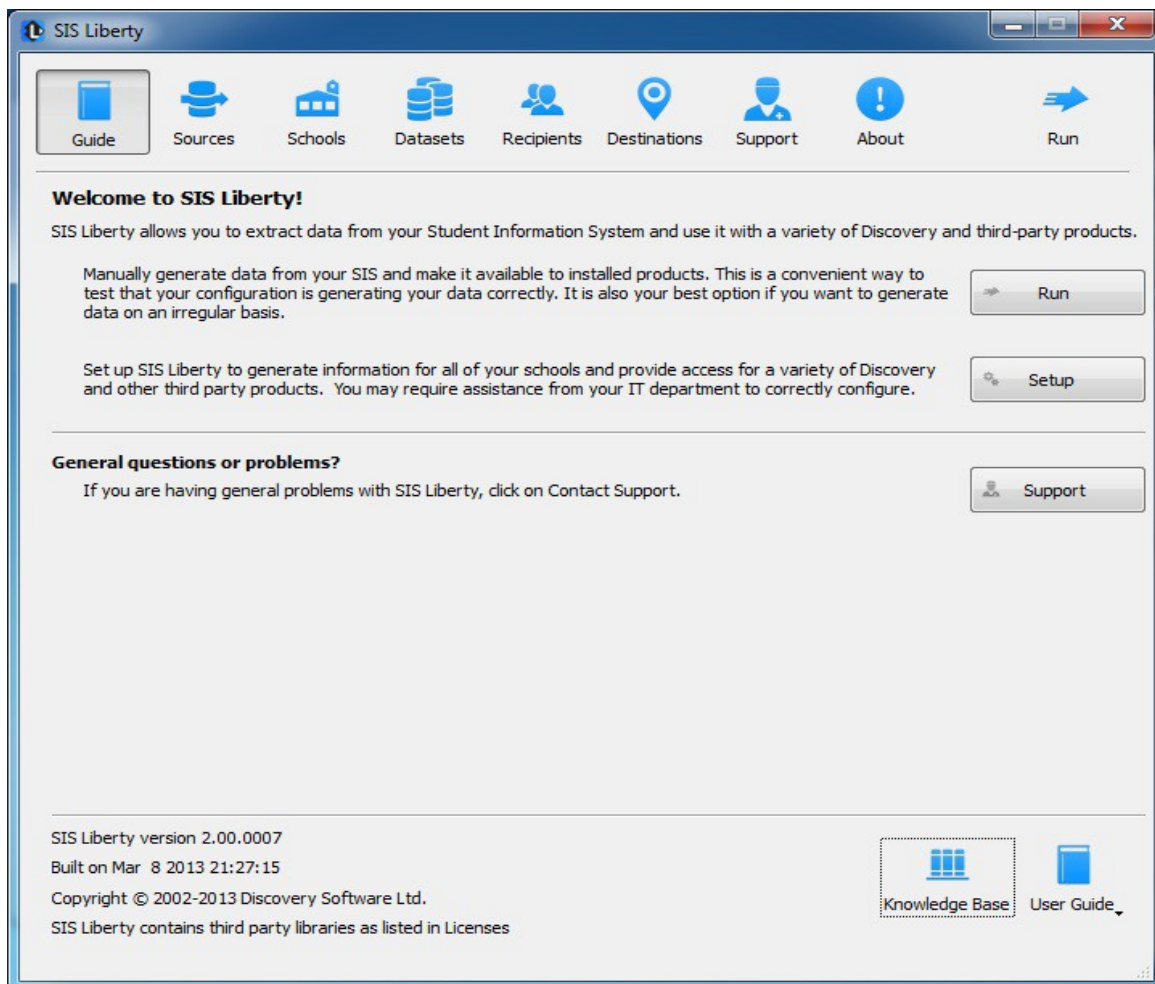 SIS Liberty
Guide Sources Schools Datasets Recipients Destinations Support About Run
Welcome to SIS Liberty!
SIS Liberty allows you to extract data from your Student Information System and use it with a variety of Discovery and third-party products.
Manually generate data from your SIS and make it available to installed products. This is a convenient way to
test that your configuration is generating your data correctly. It is also your best option if you want to generate
data on an irregular basis.
Run
Set up SIS Liberty to generate information for all of your schools and provide access for a variety of Discovery
and other third party products.  You may require assistance from your IT department to correctly configure.
Setup
General questions or problems?
If you are having general problems with SIS Liberty, click on Contact Support.
Support
SIS Liberty version 2.00.0007
Built on Mar  8 2013 21:27:15
Copyright © 2002-2013 Discovery Software Ltd.
SIS Liberty contains third party libraries as listed in Licenses
Knowledge Base User Guide